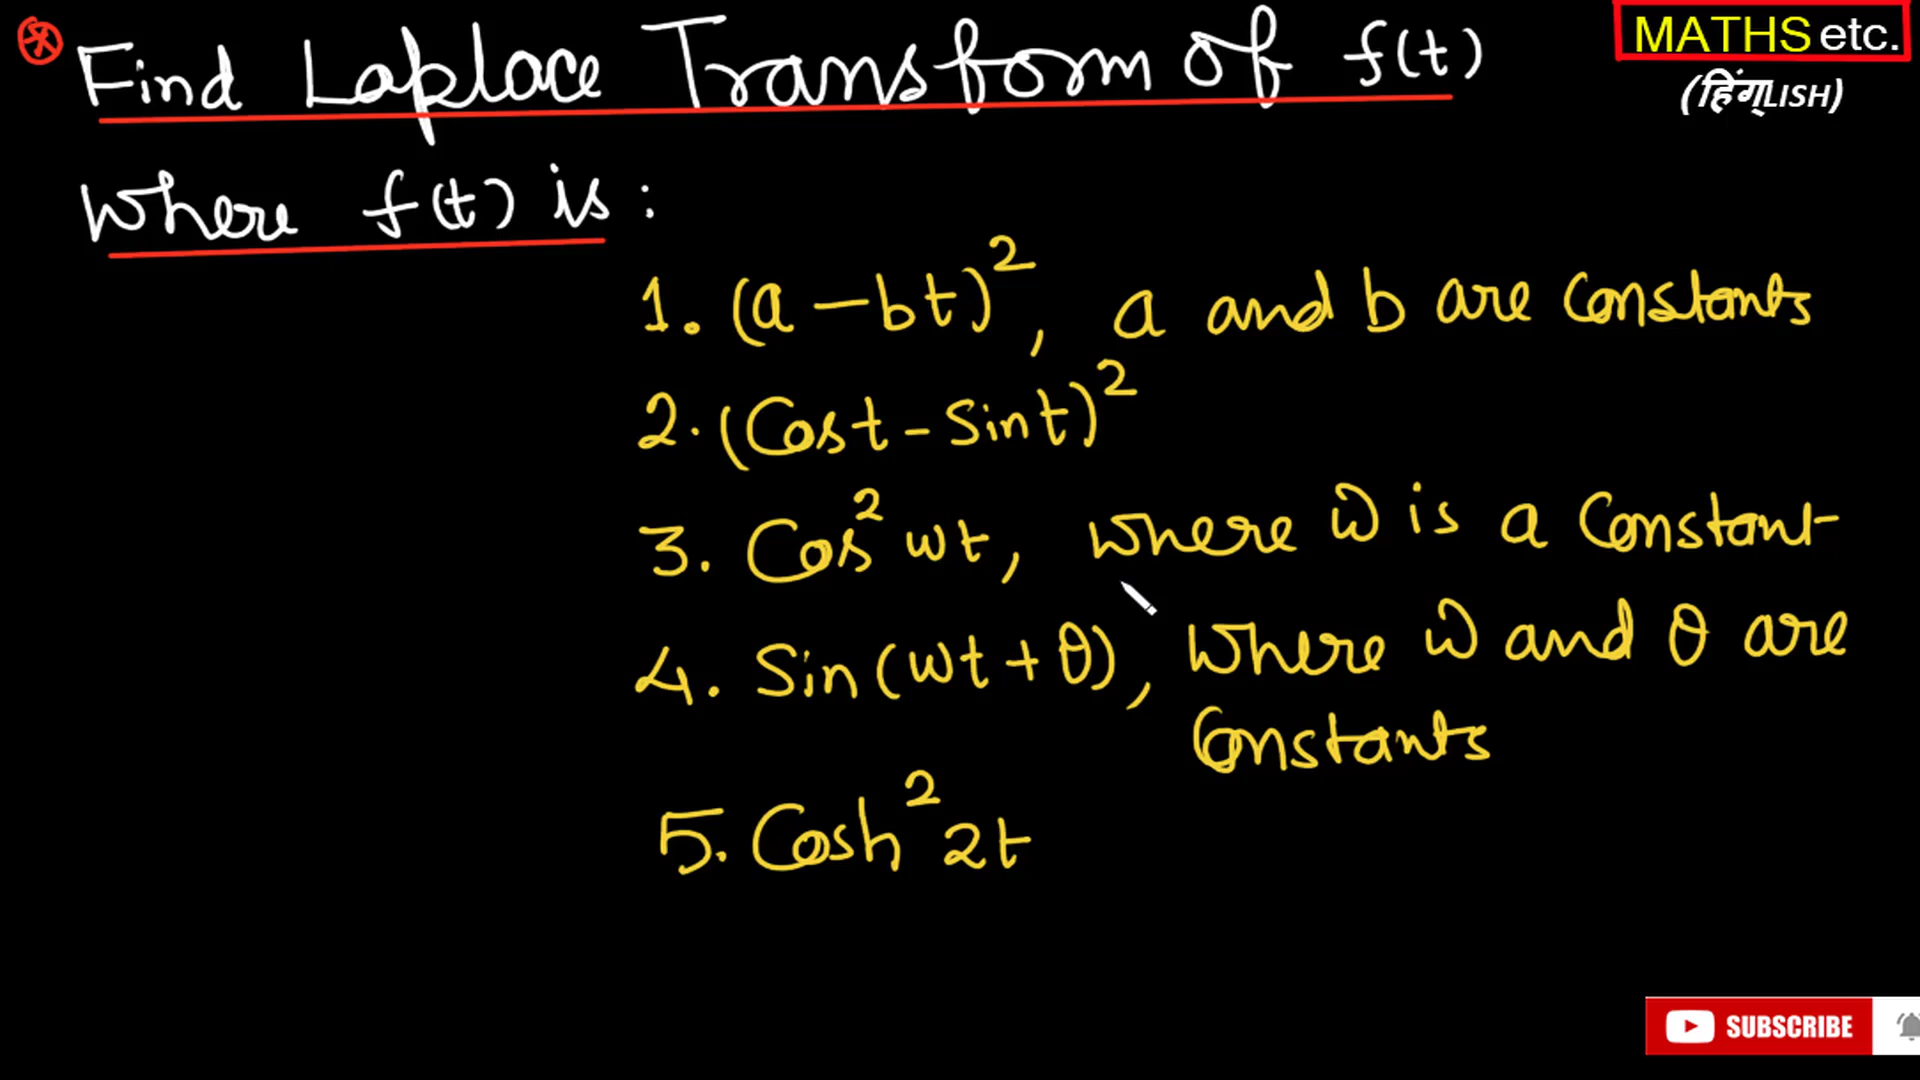 Find Laplace Transform of f(t)
MATHS etc.
(हिंग्LISH)
Where f(t) is :
1. (a - bt)², a and b are constants
2. (Cost - Sint)²
3. Cos² wt, where ω is a constant
4. Sin(wt + θ), where ω and θ are
Constants
5. Cosh² 2t
SUBSCRIBE